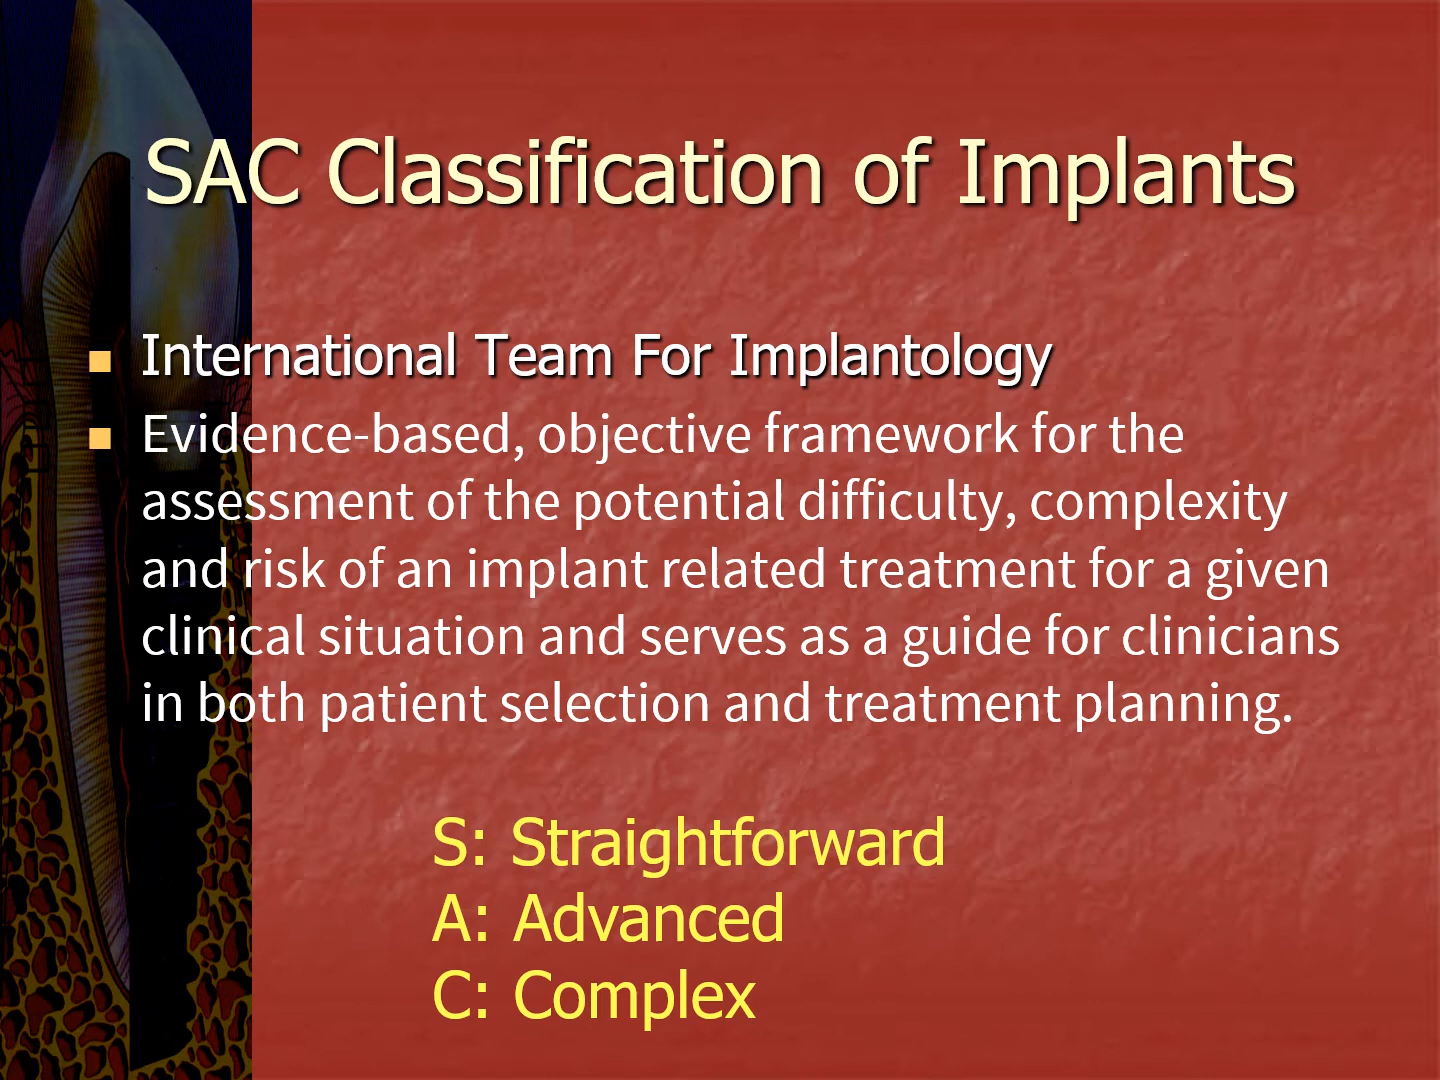 SAC Classification of Implants
International Team For Implantology
Evidence-based, objective framework for the
assessment of the potential difficulty, complexity
and risk of an implant related treatment for a given
clinical situation and serves as a guide for clinicians
in both patient selection and treatment planning.
S: Straightforward
A: Advanced
C: Complex